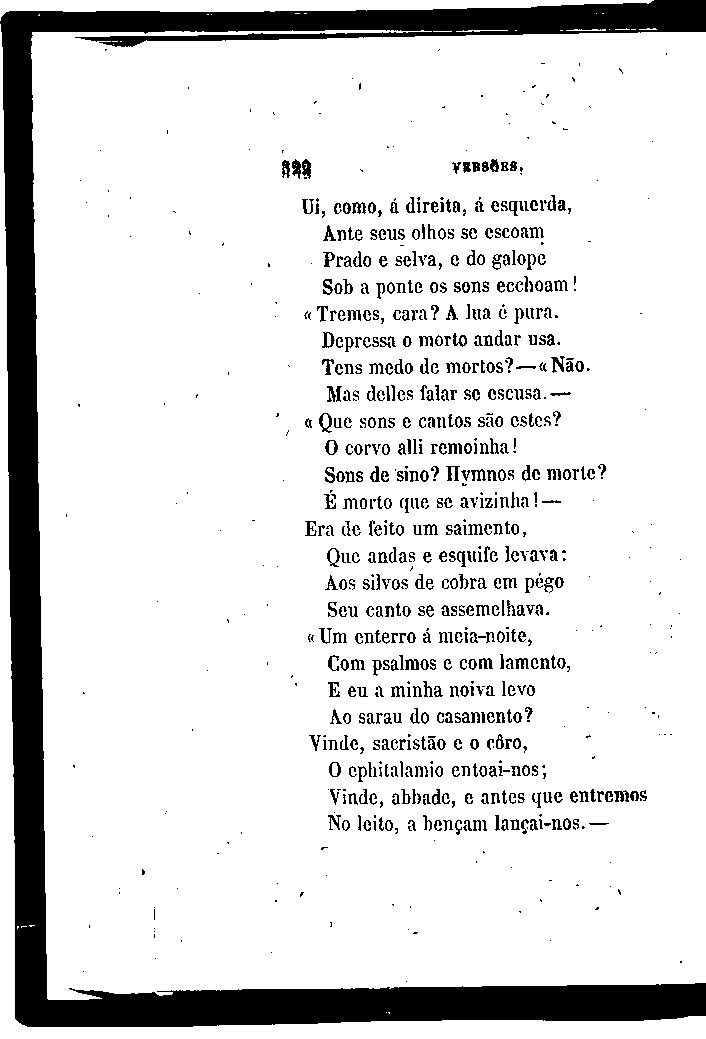 322 VERSÕES,
Ui, como, á direita, á esquerda,
Ante seus olhos se escoam
Prado e selva, e do galope
Sob a ponte os sons ecchoam!
«Tremes, cara? A lua é pura.
Depressa o morto andar usa.
Tens medo de mortos?—«Não.
Mas delles falar se escusa.—
«Que sons e cantos são estes?
O corvo alli remoinha!
Sons de sino? Hymnos de morte?
É morto que se avizinha!—
Era de feito um saimento,
Que andas e esquife levava:
Aos silvos de cobra em pégo
Seu canto se assemelhava.
«Um enterro á meia-noite,
Com psalmos e com lamento,
E eu a minha noiva levo
Ao sarau do casamento?
Vinde, sacristão e o côro,
O ephitalamio entoai-nos;
Vinde, abbade, e antes que entremos
No leito, a bençam lançai-nos.—